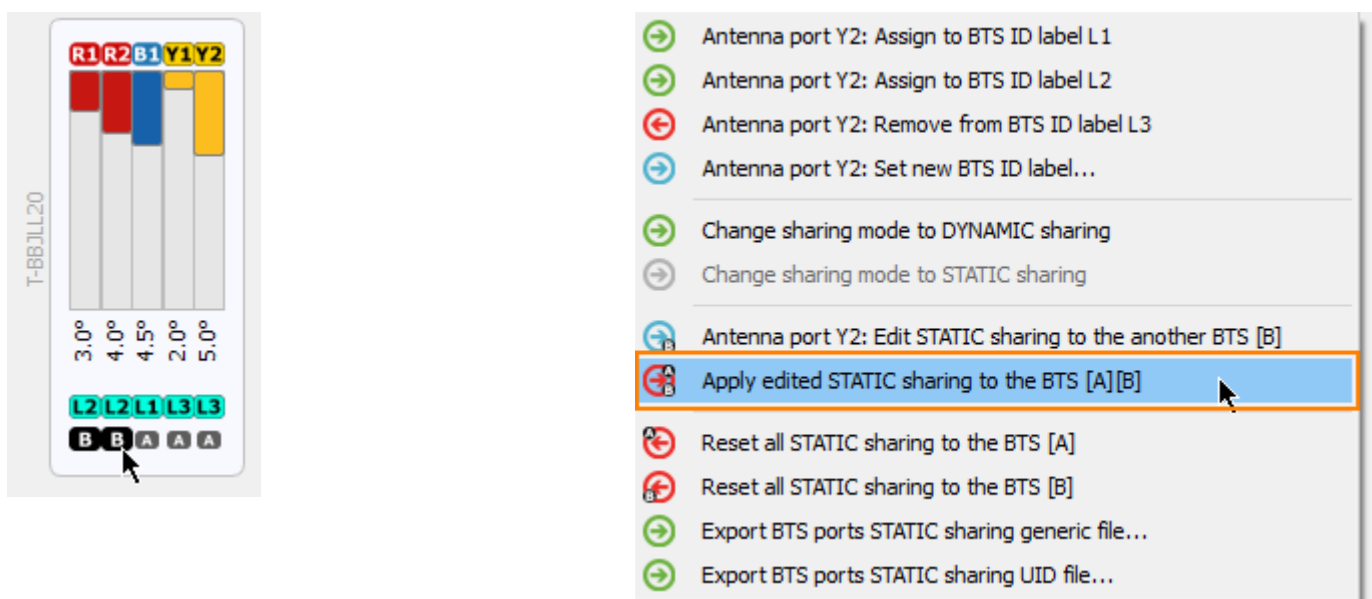 R1 R2 B1 Y1 Y2
T-BBJLL20
3.0° 4.0° 4.5° 2.0° 5.0°
L2 L2 L1 L3 L3
B B A A A
Antenna port Y2: Assign to BTS ID label L1
Antenna port Y2: Assign to BTS ID label L2
Antenna port Y2: Remove from BTS ID label L3
Antenna port Y2: Set new BTS ID label...
Change sharing mode to DYNAMIC sharing
Change sharing mode to STATIC sharing
B Antenna port Y2: Edit STATIC sharing to the another BTS [B]
A B Apply edited STATIC sharing to the BTS [A][B]
A Reset all STATIC sharing to the BTS [A]
B Reset all STATIC sharing to the BTS [B]
Export BTS ports STATIC sharing generic file...
Export BTS ports STATIC sharing UID file...